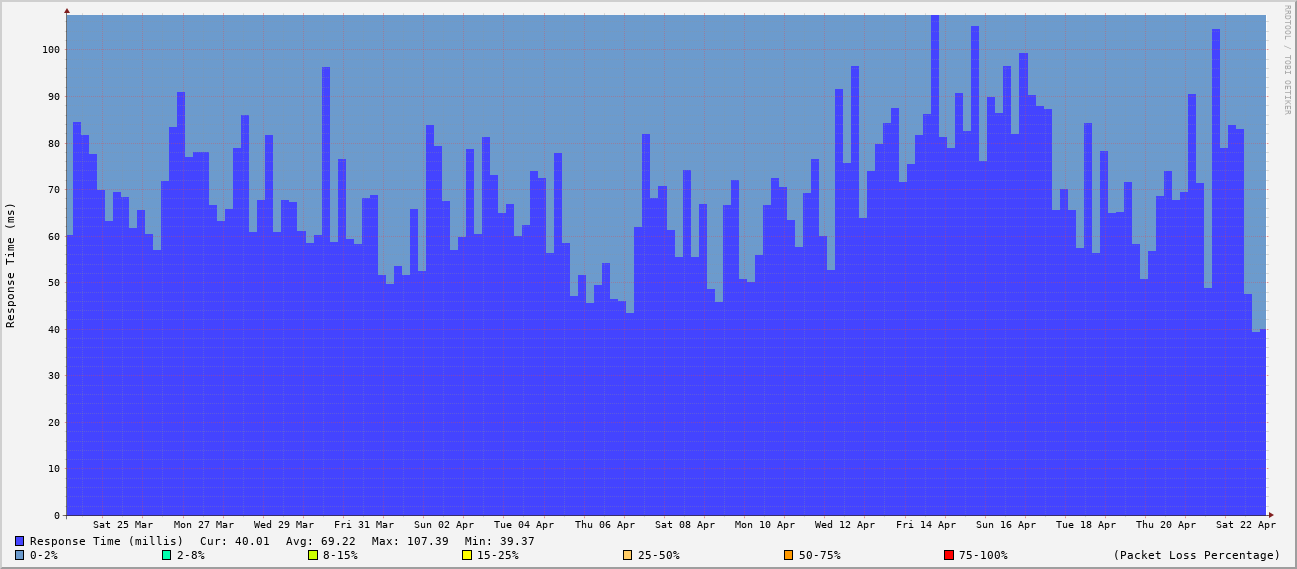 RRDTOOL / TOBI OETIKER
Response Time (ms)
100
90
80
70
60
50
40
30
20
10
0
Sat 25 Mar Mon 27 Mar Wed 29 Mar Fri 31 Mar Sun 02 Apr Tue 04 Apr Thu 06 Apr Sat 08 Apr Mon 10 Apr Wed 12 Apr Fri 14 Apr Sun 16 Apr Tue 18 Apr Thu 20 Apr Sat 22 Apr
Response Time (millis) Cur: 40.01 Avg: 69.22 Max: 107.39 Min: 39.37
0-2% 2-8% 8-15% 15-25% 25-50% 50-75% 75-100% (Packet Loss Percentage)